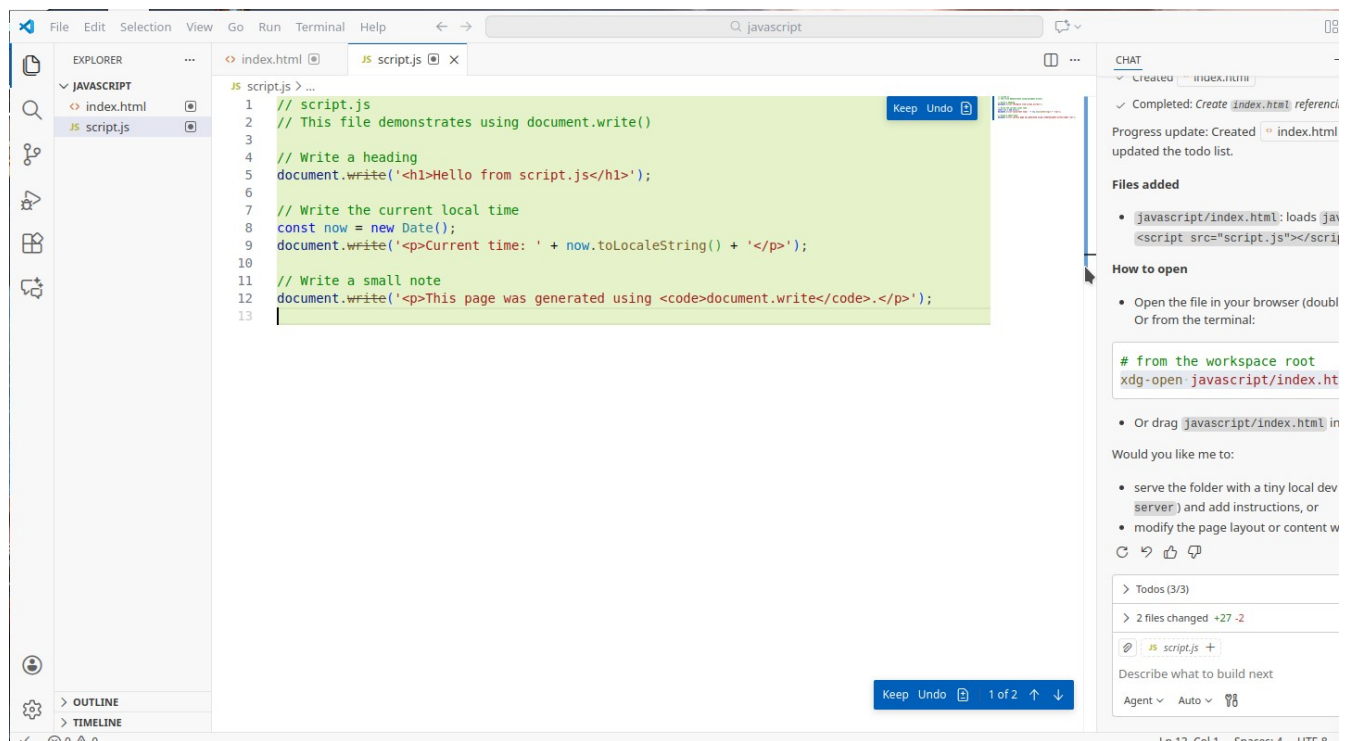 File Edit Selection View Go Run Terminal Help
javascript
EXPLORER
JAVASCRIPT
index.html
JS script.js
OUTLINE
TIMELINE
index.html
JS script.js
JS script.js > ...
Keep Undo
1 // script.js
2 // This file demonstrates using document.write()
3
4 // Write a heading
5 document.write('<h1>Hello from script.js</h1>');
6
7 // Write the current local time
8 const now = new Date();
9 document.write('<p>Current time: ' + now.toLocaleString() + '</p>');
10
11 // Write a small note
12 document.write('<p>This page was generated using <code>document.write</code>.</p>');
13
Keep Undo 1 of 2
CHAT
Created index.html
Completed: Create index.html
Progress update: Created index.html
updated the todo list.
Files added
javascript/index.html: loads
<script src="script.js">
How to open
Open the file in your browser
Or from the terminal:
# from the workspace root
xdg-open javascript/index.ht
Or drag javascript/index.html
Would you like me to:
serve the folder with a tiny local dev
server) and add instructions, or
modify the page layout or content
Todos (3/3)
2 files changed +27 -2
JS script.js +
Describe what to build next
Agent Auto